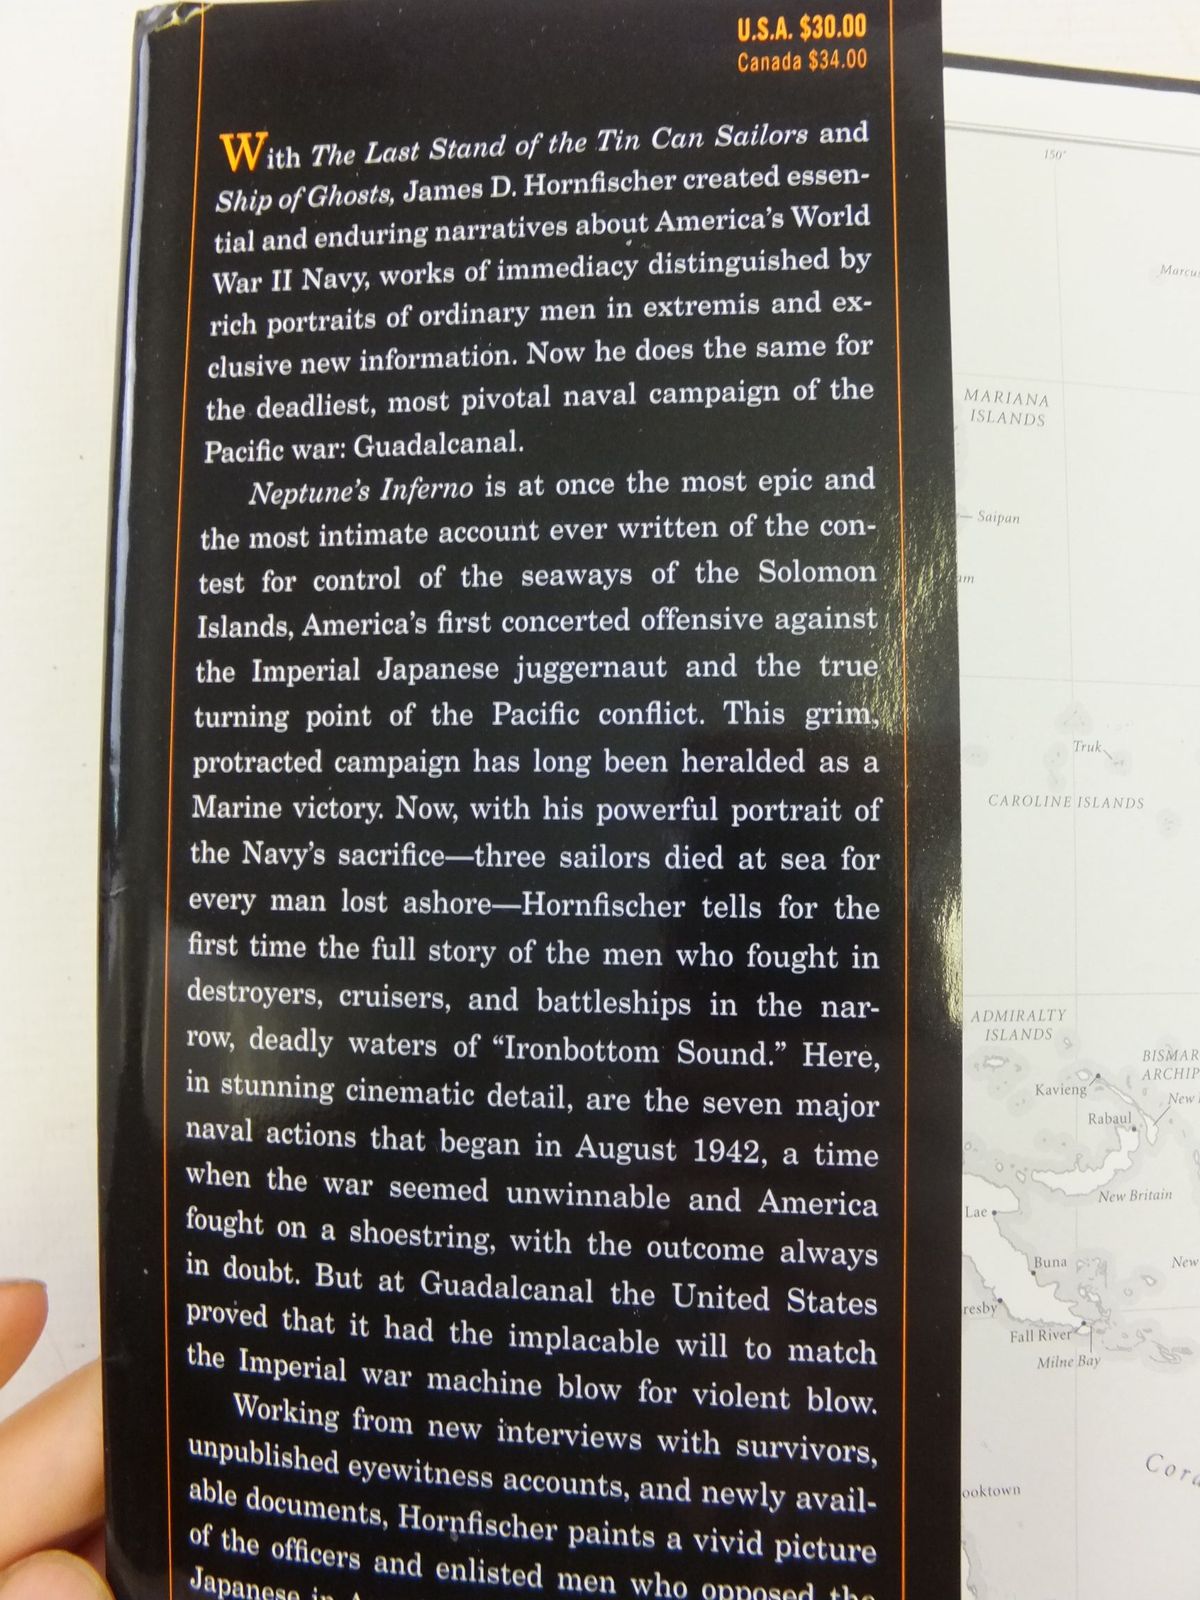 U.S.A. $30.00
Canada $34.00
With The Last Stand of the Tin Can Sailors and
Ship of Ghosts, James D. Hornfischer created essen-
tial and enduring narratives about America's World
War II Navy, works of immediacy distinguished by
rich portraits of ordinary men in extremis and ex-
clusive new information. Now he does the same for
the deadliest, most pivotal naval campaign of the
Pacific war: Guadalcanal.
Neptune's Inferno is at once the most epic and
the most intimate account ever written of the con-
test for control of the seaways of the Solomon
Islands, America's first concerted offensive against
the Imperial Japanese juggernaut and the true
turning point of the Pacific conflict. This grim,
protracted campaign has long been heralded as a
Marine victory. Now, with his powerful portrait of
the Navy's sacrifice—three sailors died at sea for
every man lost ashore—Hornfischer tells for the
first time the full story of the men who fought in
destroyers, cruisers, and battleships in the nar-
row, deadly waters of “Ironbottom Sound.” Here,
in stunning cinematic detail, are the seven major
naval actions that began in August 1942, a time
when the war seemed unwinnable and America
fought on a shoestring, with the outcome always
in doubt. But at Guadalcanal the United States
proved that it had the implacable will to match
the Imperial war machine blow for violent blow.
Working from new interviews with survivors,
unpublished eyewitness accounts, and newly avail-
able documents, Hornfischer paints a vivid picture
of the officers and enlisted men who opposed the
Japanese in
150°
Marcus
MARIANA
ISLANDS
Saipan
am
Truk
CAROLINE ISLANDS
ADMIRALTY
ISLANDS
BISMAR
ARCHIP
Kavieng
New
Rabaul
New Britain
Lae
Buna
New
resby
Fall River
Milne Bay
Cora
ooktown